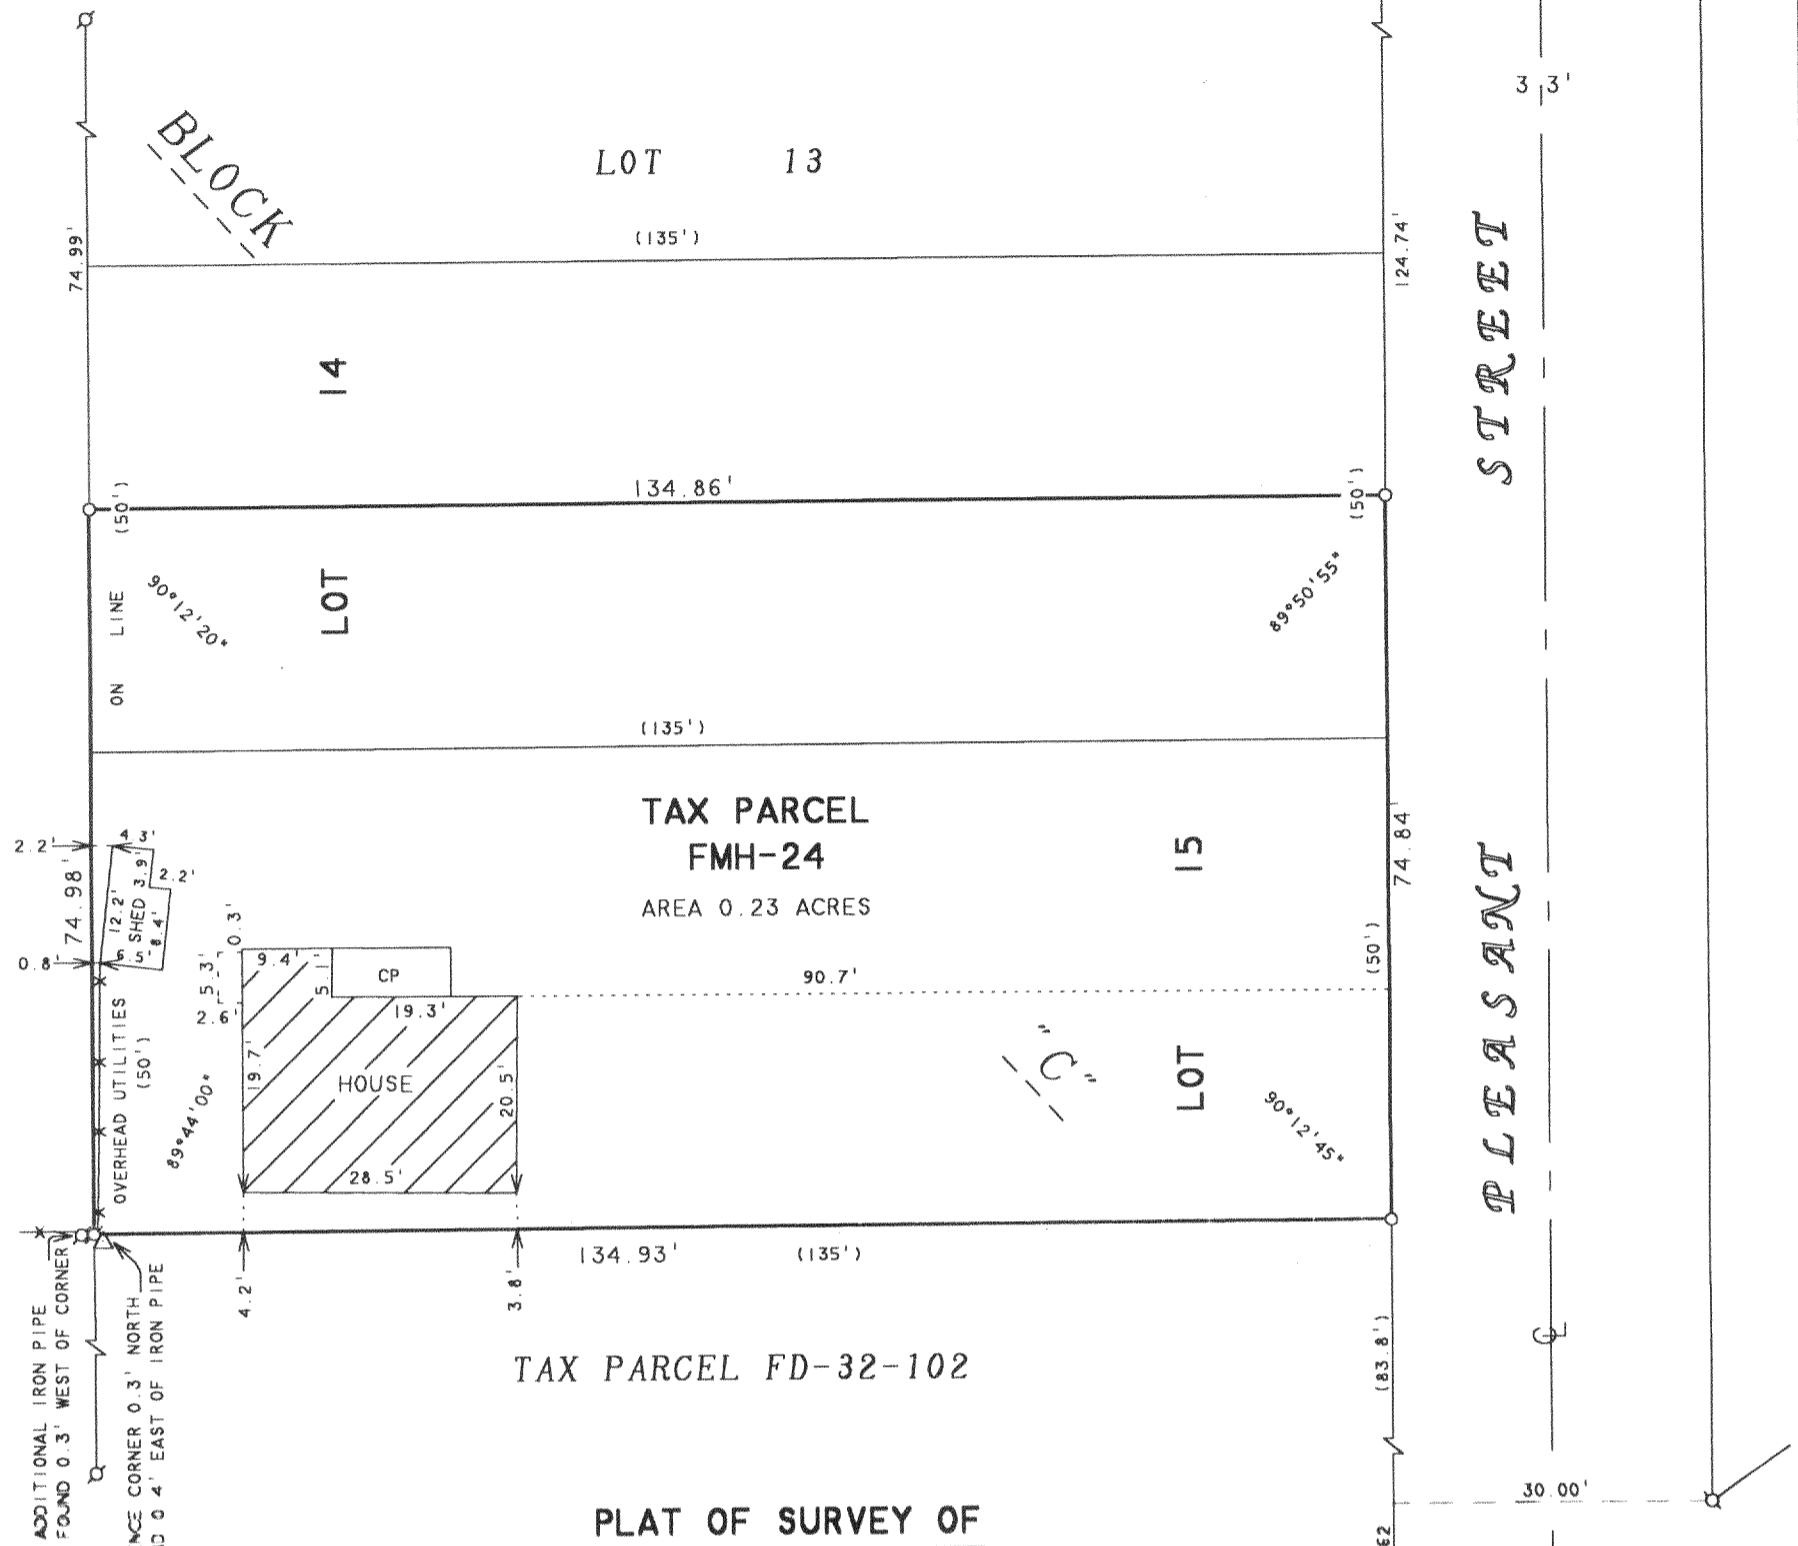 3 3'
BLOCK
LOT 13
(135')
74.99'
124.74'
STREET
LOT 14
134.86'
(50')
(50')
ON LINE
90°12'20"
89°50'55"
(135')
TAX PARCEL
FMH-24
AREA 0.23 ACRES
LOT 15
74.84'
PLEASANT
2.2'
4.3'
74.98'
12.2'
SHED
3.9'
2.2'
8.4'
0.8'
6.5'
0.3'
5.3'
9.4'
5.1'
CP
90.7'
(50')
2.6'
19.3'
OVERHEAD UTILITIES
(50')
19.7'
HOUSE
20.5'
"C"
89°44'00"
90°12'45"
28.5'
134.93' (135')
4.2'
3.8'
ADDITIONAL IRON PIPE
FOUND 0.3' WEST OF CORNER
CORNER 0.3' NORTH
0.4' EAST OF IRON PIPE
TAX PARCEL FD-32-102
(83.8')
CL
30.00'
PLAT OF SURVEY OF
62